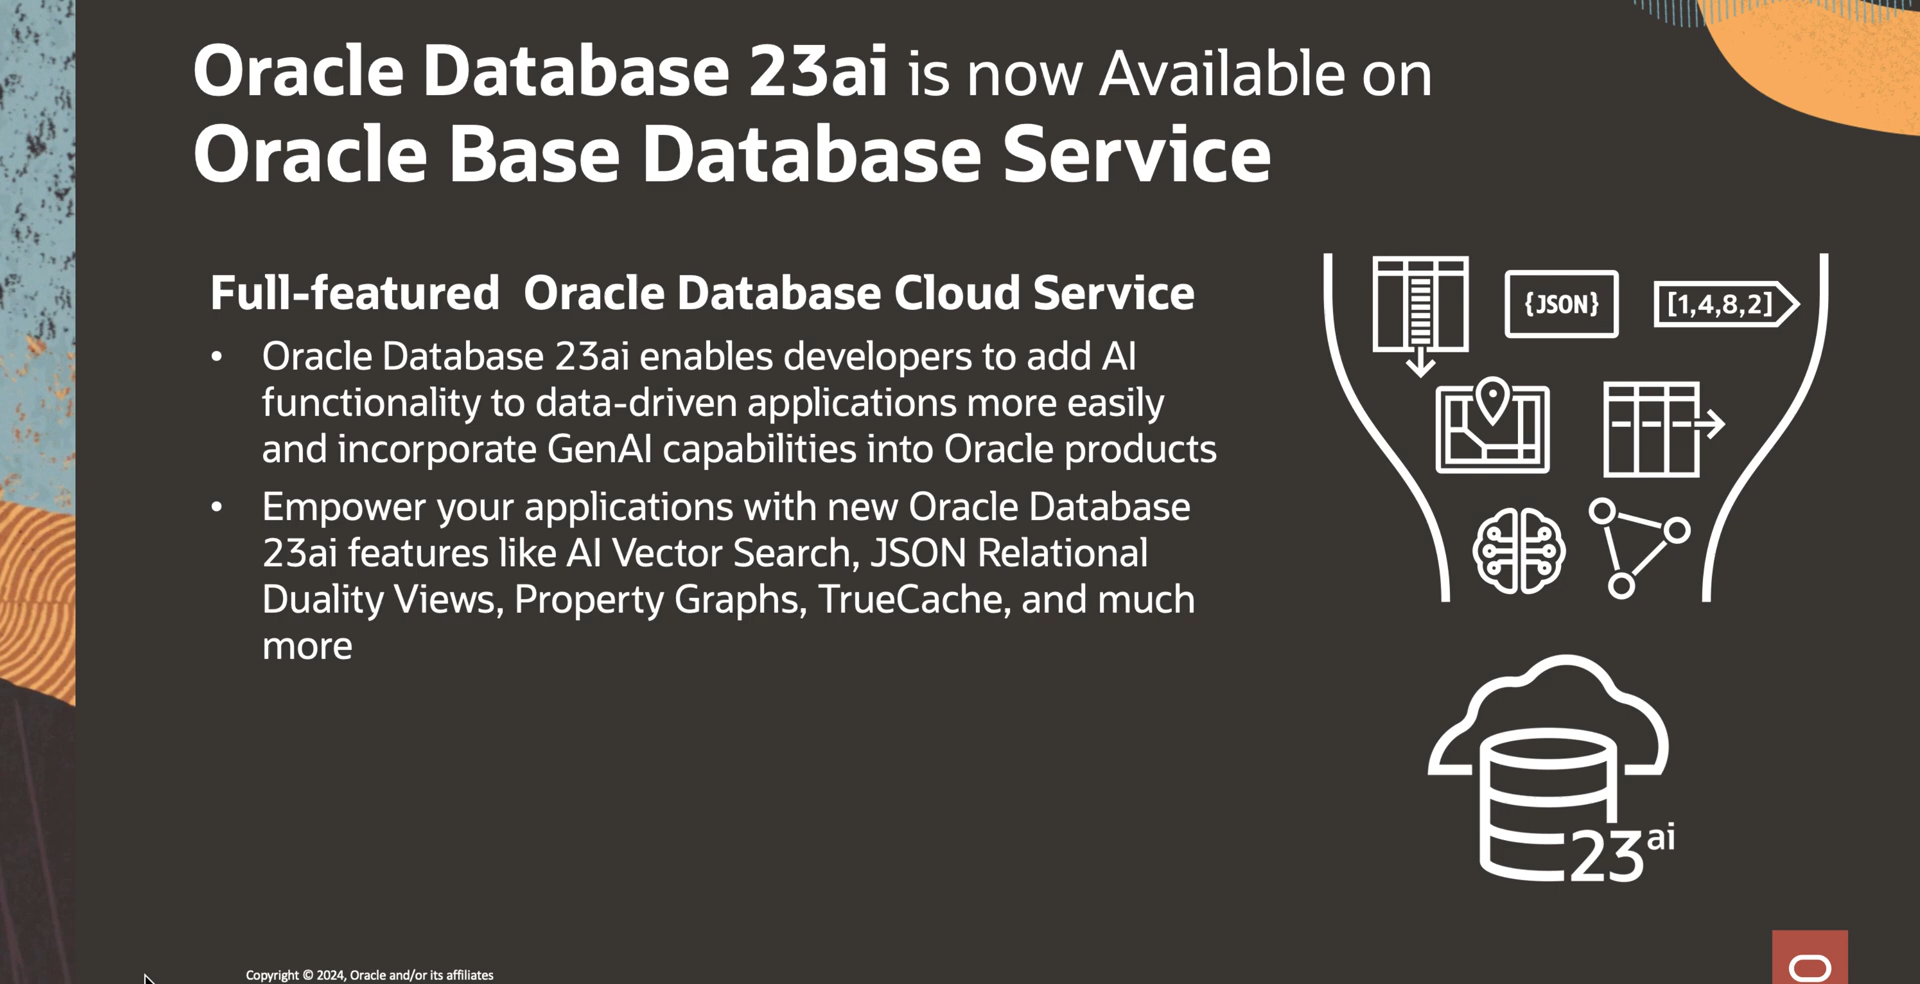 Oracle Database 23ai is now Available on
Oracle Base Database Service
Full-featured  Oracle Database Cloud Service
• Oracle Database 23ai enables developers to add AI
functionality to data-driven applications more easily
and incorporate GenAI capabilities into Oracle products
• Empower your applications with new Oracle Database
23ai features like AI Vector Search, JSON Relational
Duality Views, Property Graphs, TrueCache, and much
more
{JSON}
[1,4,8,2]
23ai
Copyright © 2024, Oracle and/or its affiliates